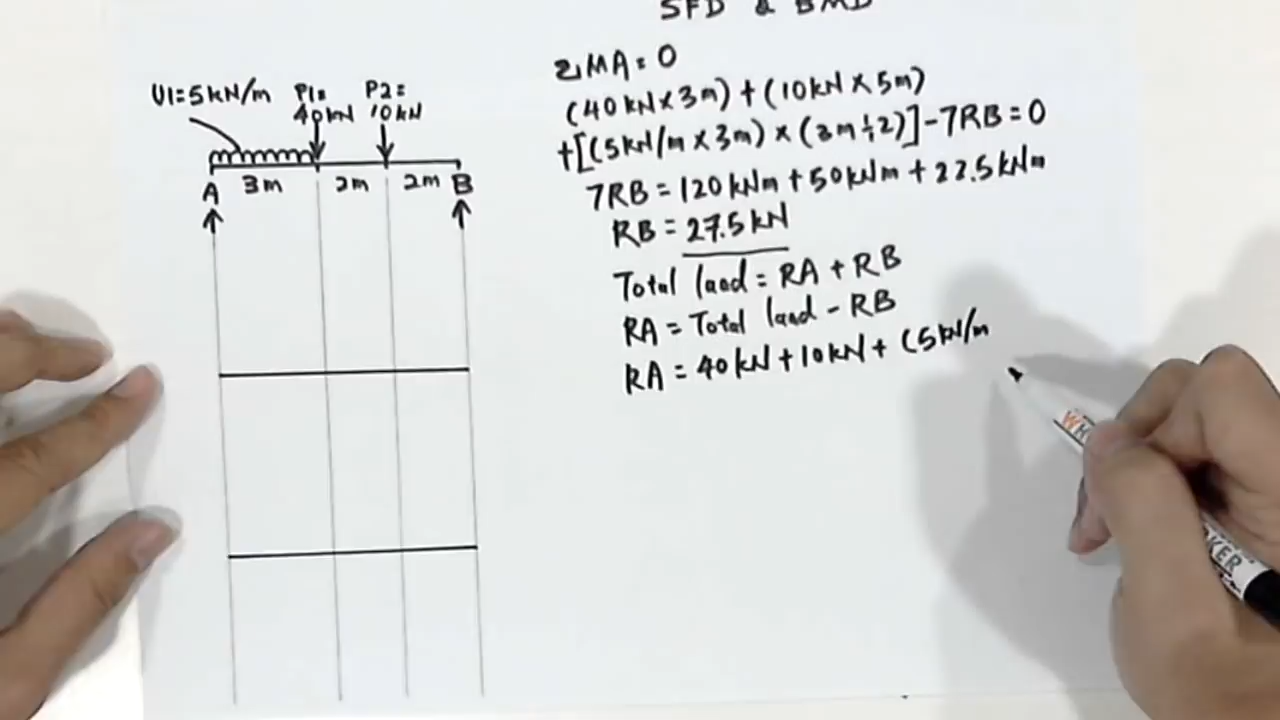 SFD & BMD
U1=5kN/m
P1=
40kN
P2=
10kN
A 3m 2m 2m B
ΣMA=0
(40kN×3m)+(10kN×5m)
+[(5kN/m×3m)×(3m÷2)]-7RB=0
7RB=120kNm+50kNm+22.5kNm
RB=27.5kN
Total load=RA+RB
RA=Total load-RB
RA=40kN+10kN+(5kN/m